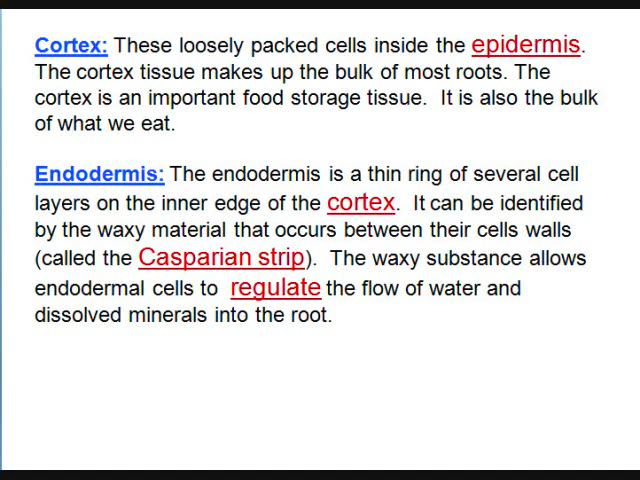 Cortex: These loosely packed cells inside the epidermis.
The cortex tissue makes up the bulk of most roots. The
cortex is an important food storage tissue. It is also the bulk
of what we eat.
Endodermis: The endodermis is a thin ring of several cell
layers on the inner edge of the cortex. It can be identified
by the waxy material that occurs between their cells walls
(called the Casparian strip). The waxy substance allows
endodermal cells to regulate the flow of water and
dissolved minerals into the root.